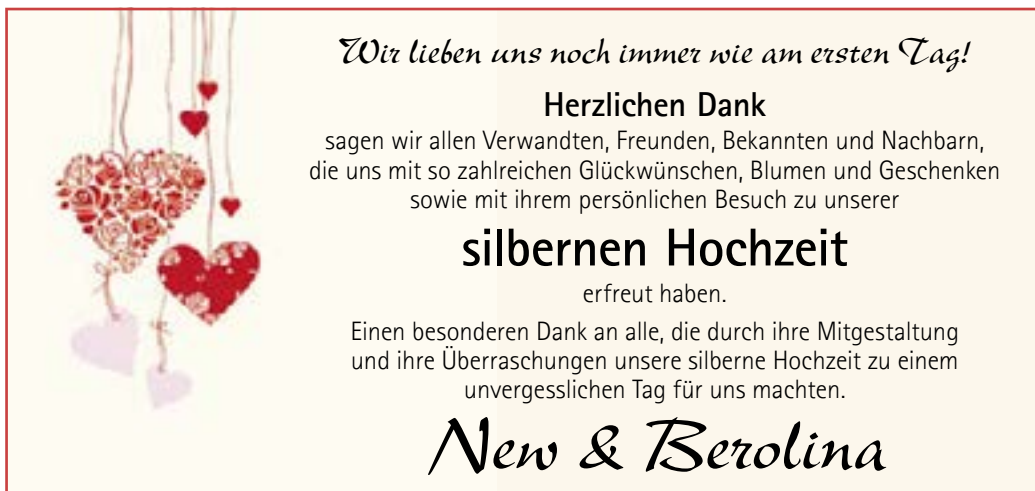 Wir lieben uns noch immer wie am ersten Tag!
Herzlichen Dank
sagen wir allen Verwandten, Freunden, Bekannten und Nachbarn,
die uns mit so zahlreichen Glückwünschen, Blumen und Geschenken
sowie mit ihrem persönlichen Besuch zu unserer
silbernen Hochzeit
erfreut haben.
Einen besonderen Dank an alle, die durch ihre Mitgestaltung
und ihre Überraschungen unsere silberne Hochzeit zu einem
unvergesslichen Tag für uns machten.
New & Berolina